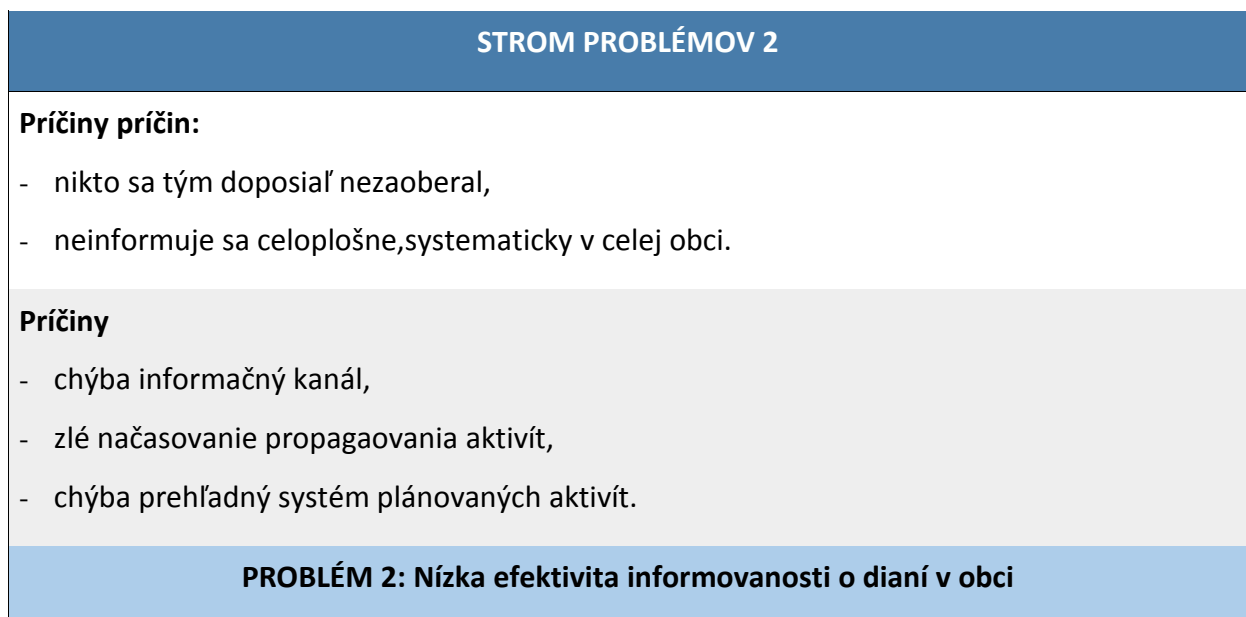 STROM PROBLÉMOV 2
Príčiny príčin:
- nikto sa tým doposiaľ nezaoberal,
- neinformuje sa celoplošne,systematicky v celej obci.
Príčiny
- chýba informačný kanál,
- zlé načasovanie propagaovania aktivít,
- chýba prehľadný systém plánovaných aktivít.
PROBLÉM 2: Nízka efektivita informovanosti o dianí v obci